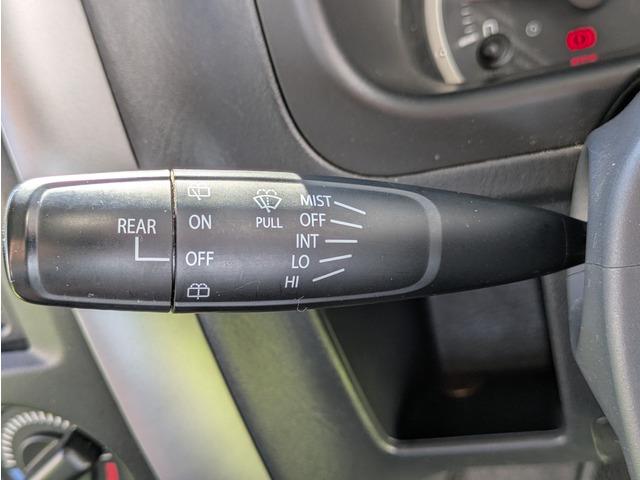 REAR
ON
OFF
PULL
MIST
OFF
INT
LO
HI